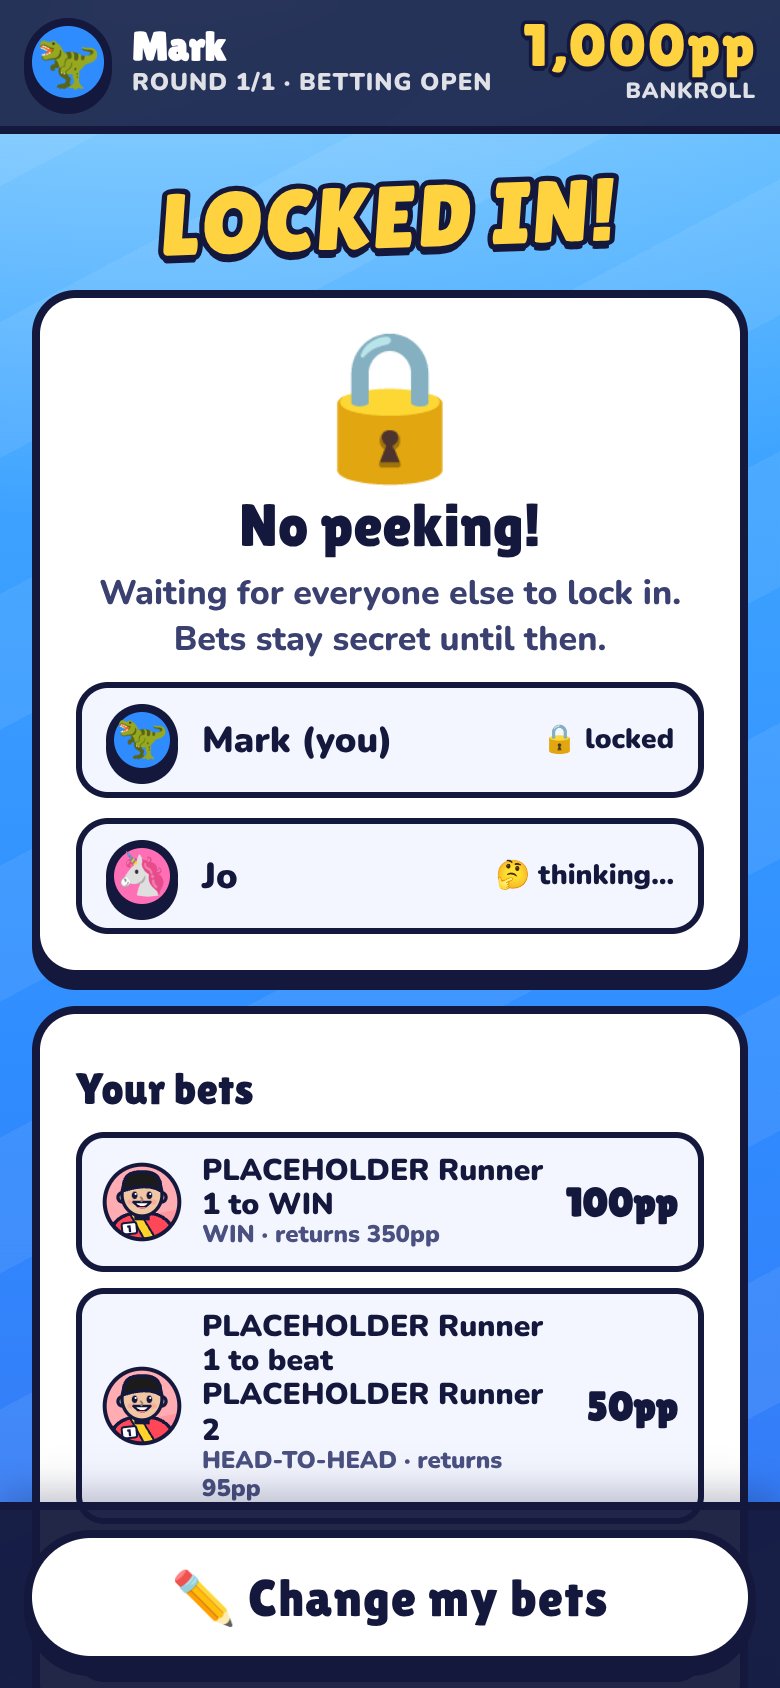 Mark
ROUND 1/1 · BETTING OPEN
1,000pp
BANKROLL
LOCKED IN!
No peeking!
Waiting for everyone else to lock in.
Bets stay secret until then.
Mark (you)
locked
Jo
thinking...
Your bets
PLACEHOLDER Runner
1 to WIN
WIN · returns 350pp
100pp
1
PLACEHOLDER Runner
1 to beat
PLACEHOLDER Runner
2
HEAD-TO-HEAD · returns
95pp
50pp
1
Change my bets